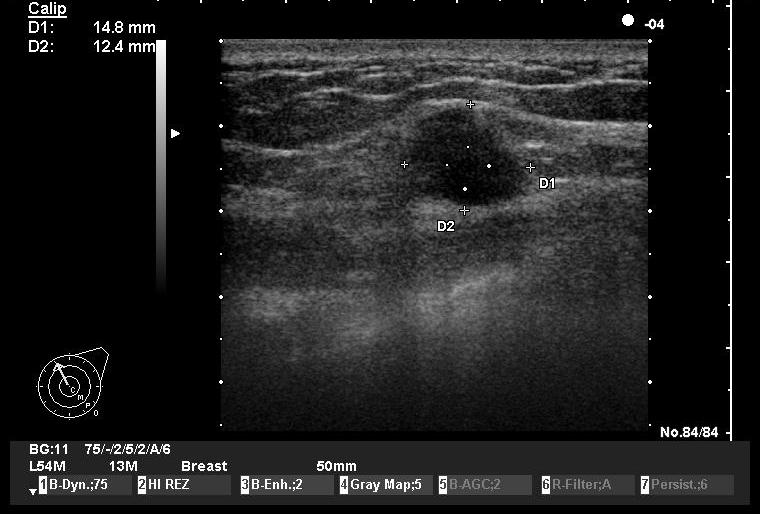 Calip
D1: 14.8 mm
D2: 12.4 mm
-04
D1
D2
C
M
P
O
No.84/84
BG:11 75/-/2/5/2/A/6
L54M 13M Breast 50mm
1 B-Dyn.;75 2 HI REZ 3 B-Enh.;2 4 Gray Map;5 5 B-AGC;2 6 R-Filter;A 7 Persist.;6